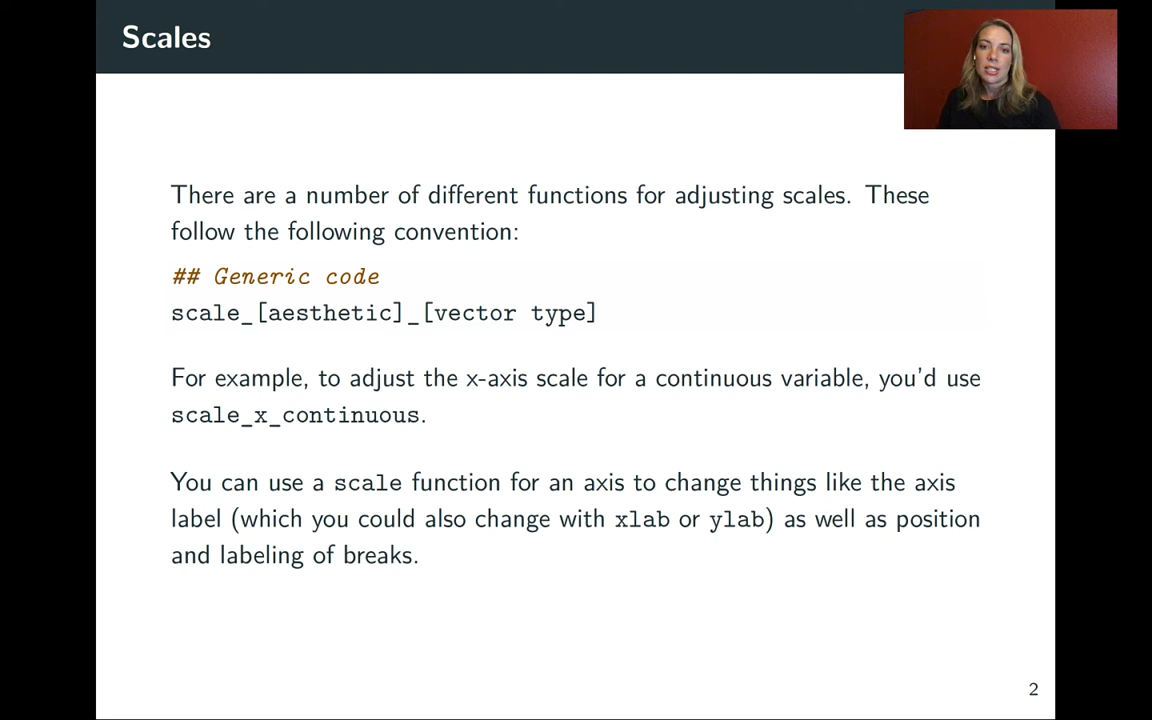 Scales
There are a number of different functions for adjusting scales. These
follow the following convention:
## Generic code
scale_[aesthetic]_[vector type]
For example, to adjust the x-axis scale for a continuous variable, you'd use
scale_x_continuous.
You can use a scale function for an axis to change things like the axis
label (which you could also change with xlab or ylab) as well as position
and labeling of breaks.
2